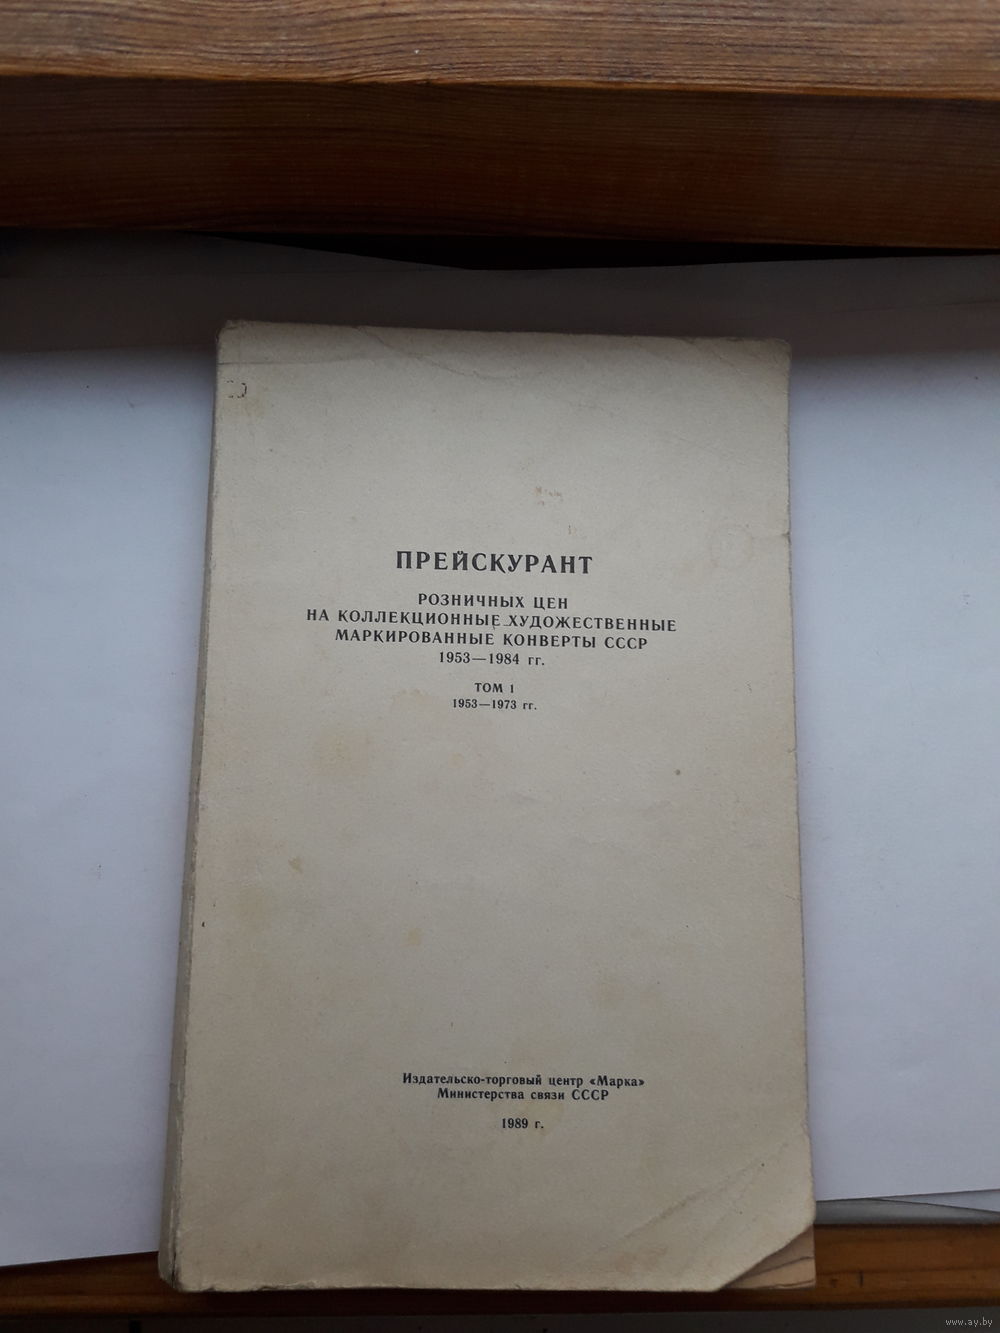 ПРЕЙСКУРАНТ
РОЗНИЧНЫХ ЦЕН
НА КОЛЛЕКЦИОННЫЕ ХУДОЖЕСТВЕННЫЕ
МАРКИРОВАННЫЕ КОНВЕРТЫ СССР
1953—1984 гг.
ТОМ 1
1953—1973 гг.
Издательско-торговый центр «Марка»
Министерства связи СССР
1989 г.
www.ay.by